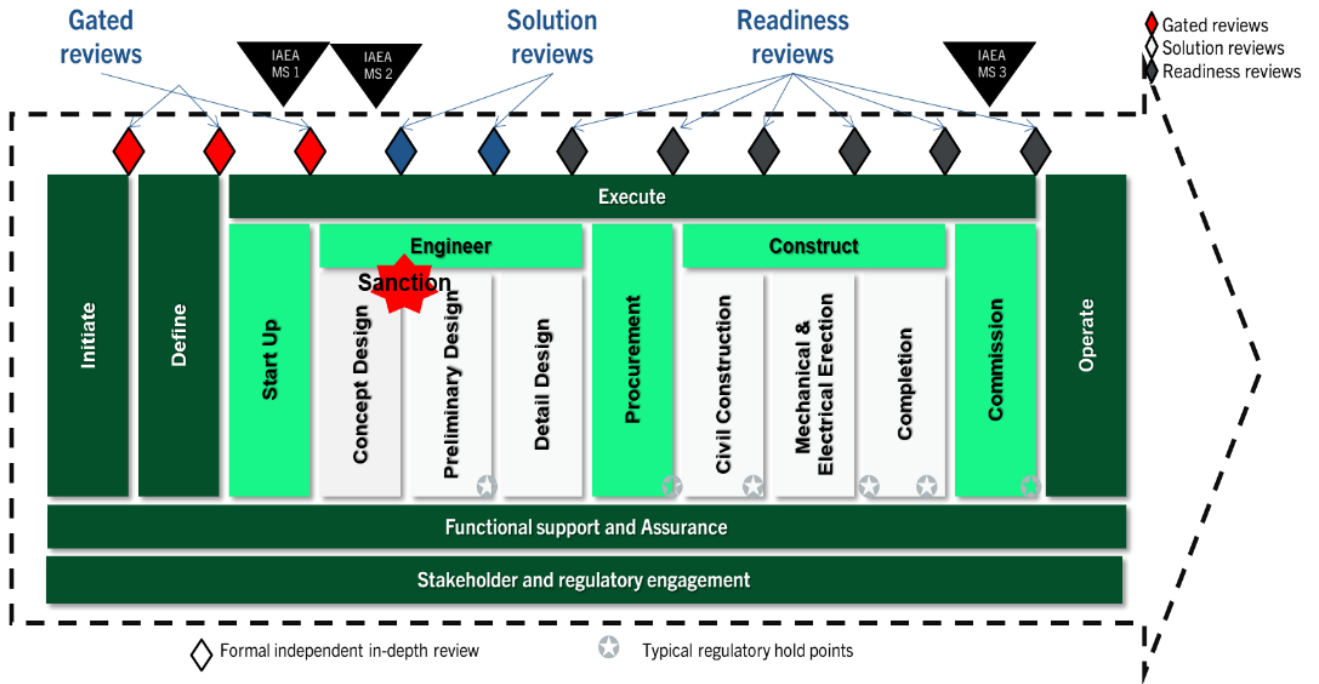 Gated
reviews
IAEA
MS 1
IAEA
MS 2
Solution
reviews
Readiness
reviews
IAEA
MS 3
Gated reviews
Solution reviews
Readiness reviews
Execute
Engineer
Construct
Sanction
Initiate
Define
Start Up
Concept Design
Preliminary Design
Detail Design
Procurement
Civil Construction
Mechanical &
Electrical Erection
Completion
Commission
Operate
Functional support and Assurance
Stakeholder and regulatory engagement
Formal independent in-depth review
Typical regulatory hold points